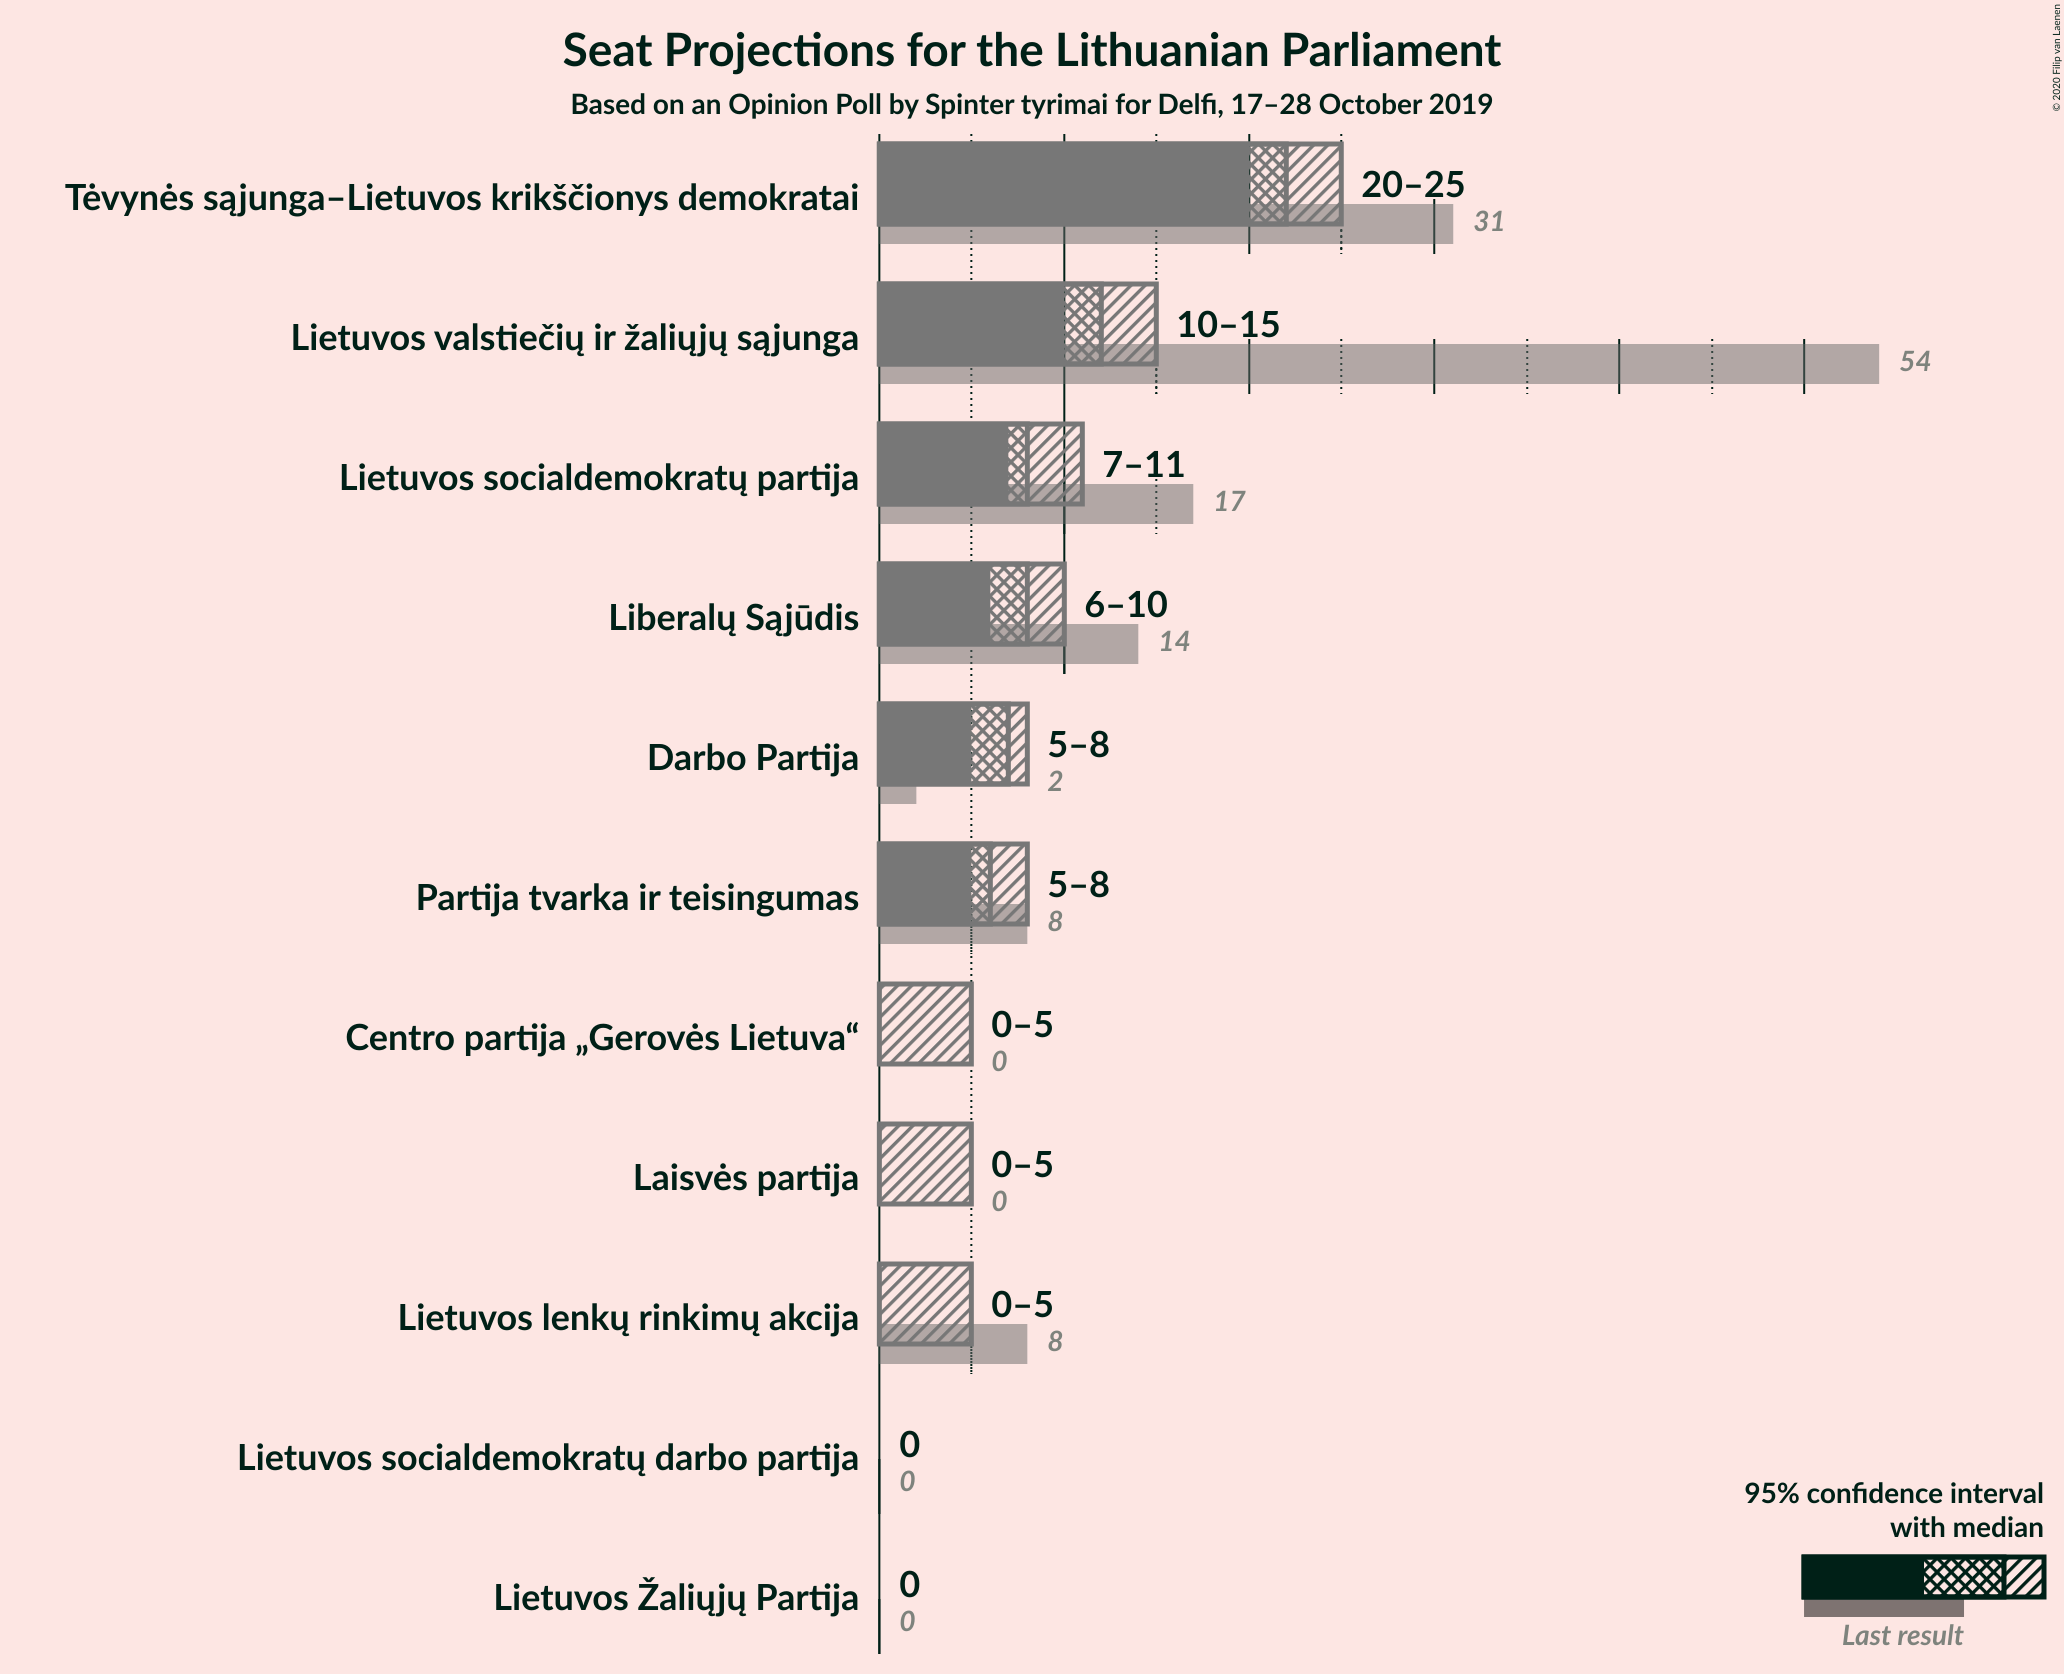 Seat Projections for the Lithuanian Parliament
Based on an Opinion Poll by Spinter tyrimai for Delfi, 17–28 October 2019
© 2020 Filip van Laenen
Tėvynės sąjunga–Lietuvos krikščionys demokratai
20–25
31
Lietuvos valstiečių ir žaliųjų sąjunga
10–15
54
Lietuvos socialdemokratų partija
7–11
17
Liberalų Sąjūdis
6–10
14
Darbo Partija
5–8
2
Partija tvarka ir teisingumas
5–8
8
Centro partija „Gerovės Lietuva“
0–5
0
Laisvės partija
0–5
0
Lietuvos lenkų rinkimų akcija
0–5
8
Lietuvos socialdemokratų darbo partija
0
0
Lietuvos Žaliųjų Partija
0
0
95% confidence interval
with median
Last result